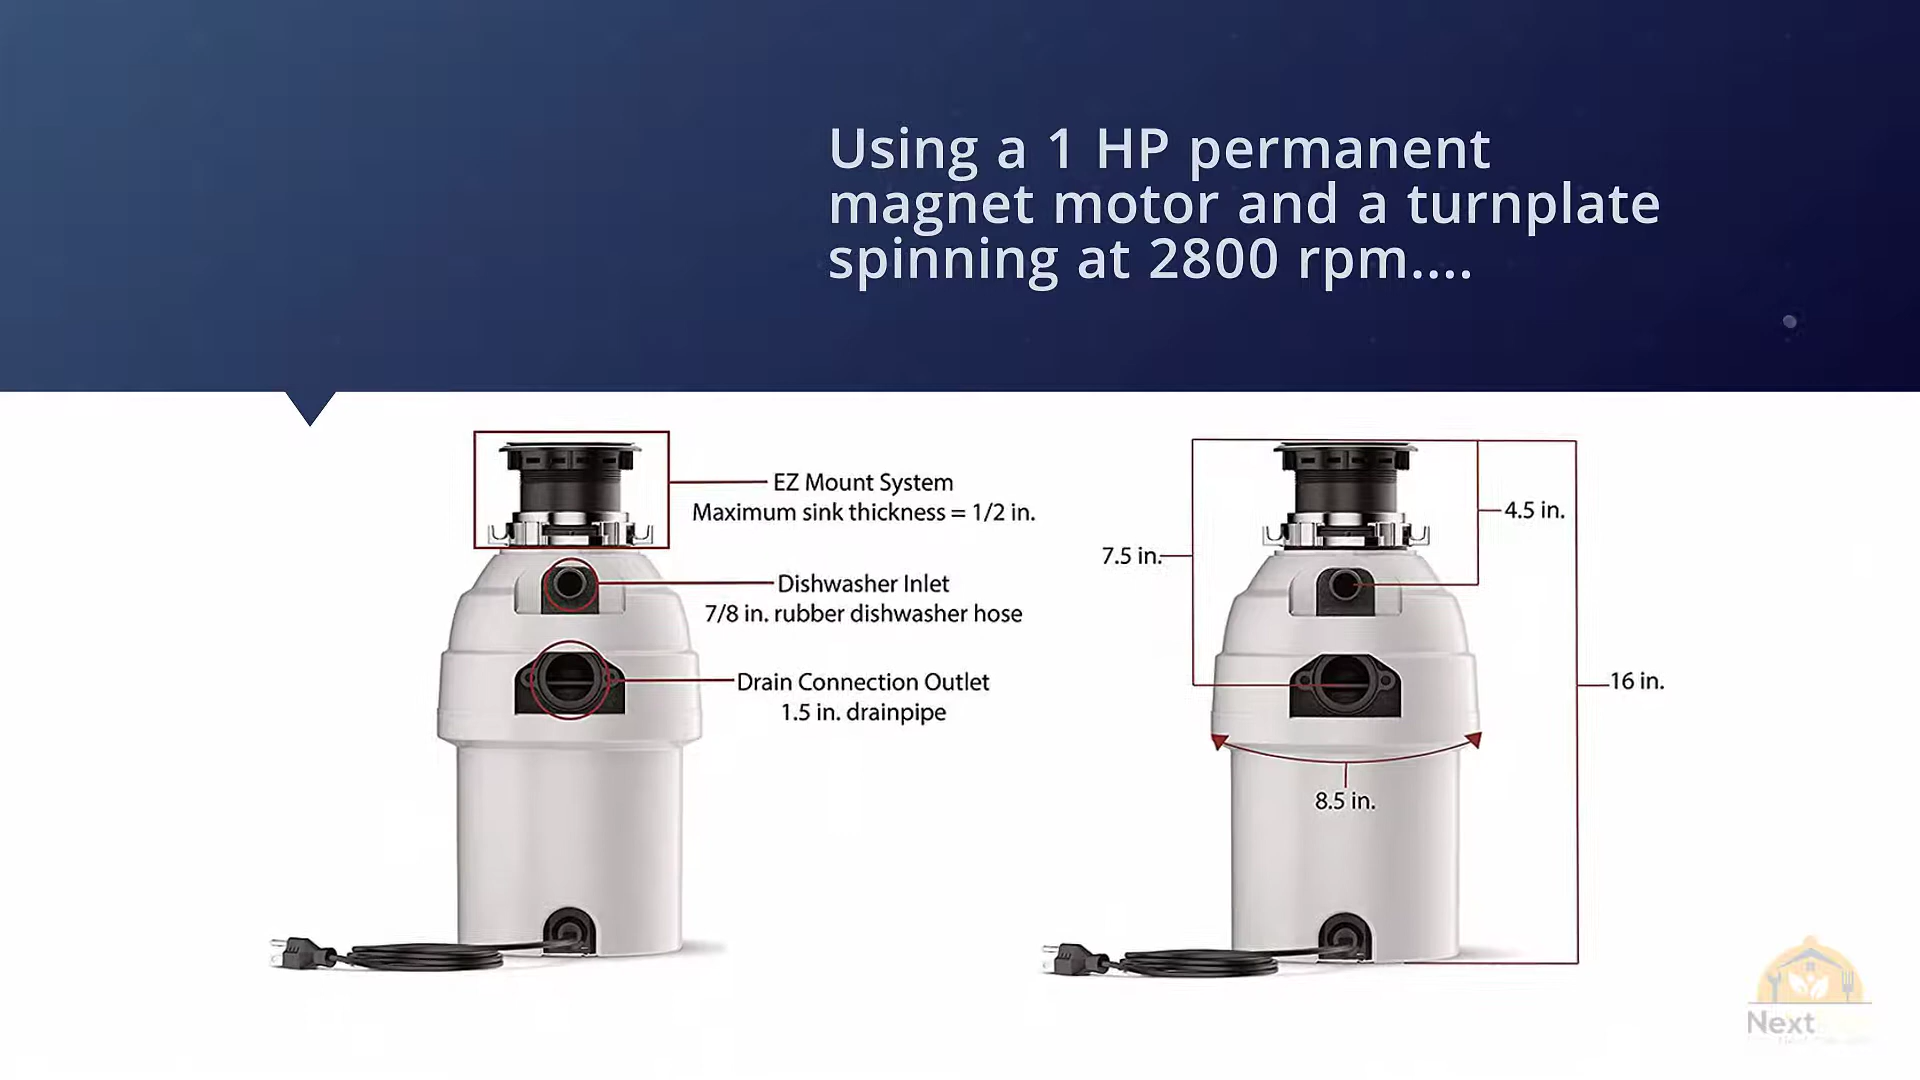 Using a 1 HP permanent
magnet motor and a turnplate
spinning at 2800 rpm....
EZ Mount System
Maximum sink thickness = 1/2 in.
Dishwasher Inlet
7/8 in. rubber dishwasher hose
Drain Connection Outlet
1.5 in. drainpipe
4.5 in.
7.5 in.
16 in.
8.5 in.
Next